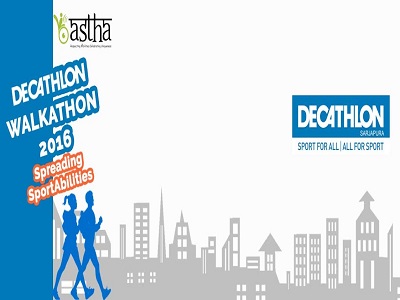 astha
DECATHLON
WALKATHON
2016
Spreading
SportAbilities
DECATHLON
SARJAPURA
SPORT FOR ALL | ALL FOR SPORT